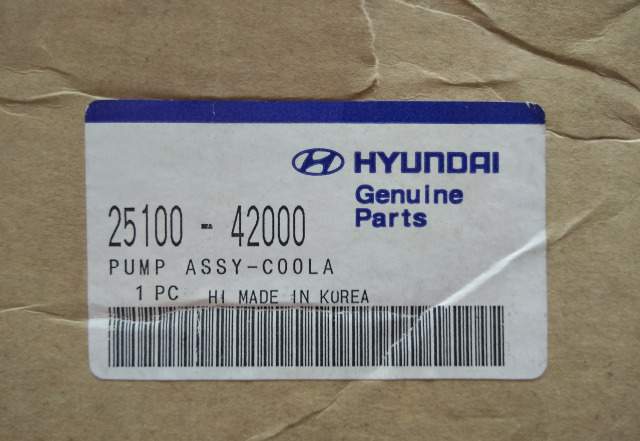 HYUNDAI
Genuine
Parts
25100 - 42000
PUMP ASSY-COOLA
1 PC HI MADE IN KOREA